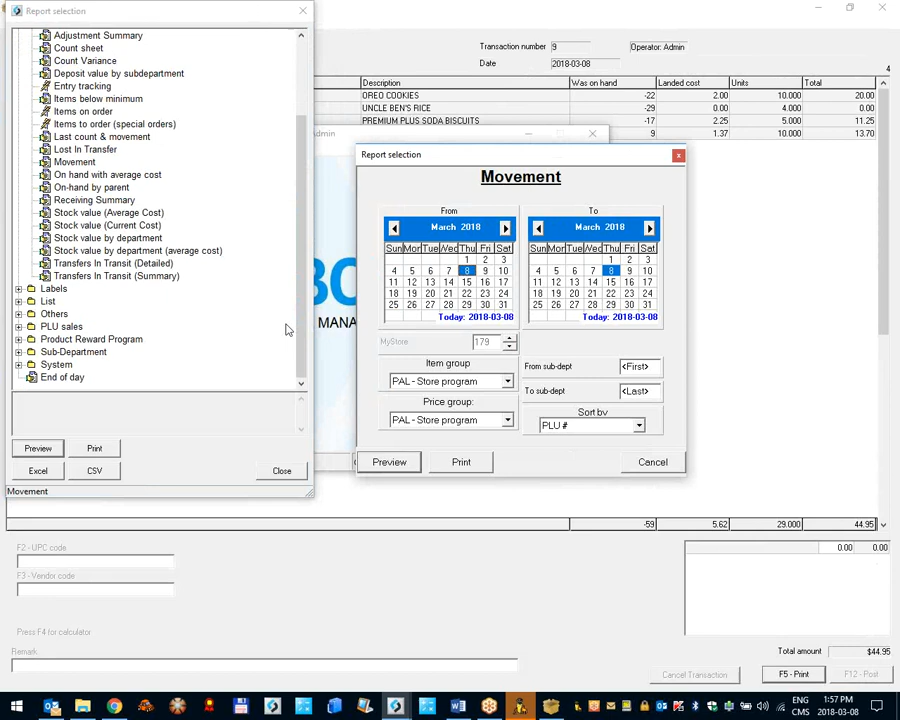 Report selection
Adjustment Summary
Count sheet
Count Variance
Deposit value by subdepartment
Entry tracking
Items below minimum
Items on order
Items to order (special orders)
Last count & movement
Lost In Transfer
Movement
On hand with average cost
On-hand by parent
Receiving Summary
Stock value (Average Cost)
Stock value (Current Cost)
Stock value by department
Stock value by department (average cost)
Transfers In Transit (Detailed)
Transfers In Transit (Summary)
Labels
List
Others
PLU sales
Product Reward Program
Sub-Department
System
End of day
Preview
Print
Excel
CSV
Close
Movement
Transaction number 9 Operator: Admin
Date 2018-03-08
4
Description Was on hand Landed cost Units Total
OREO COOKIES -22 2.00 10.000 20.00
UNCLE BEN'S RICE -29 0.00 4.000 0.00
PREMIUM PLUS SODA BISCUITS -17 2.25 5.000 11.25
9 1.37 10.000 13.70
dmin
MANA
Report selection
x
Movement
From
March 2018
Sun Mon Tue Wed Thu Fri Sat
1 2 3
4 5 6 7 8 9 10
11 12 13 14 15 16 17
18 19 20 21 22 23 24
25 26 27 28 29 30 31
Today: 2018-03-08
To
March 2018
Sun Mon Tue Wed Thu Fri Sat
1 2 3
4 5 6 7 8 9 10
11 12 13 14 15 16 17
18 19 20 21 22 23 24
25 26 27 28 29 30 31
Today: 2018-03-08
MyStore 179
Item group
PAL - Store program
Price group:
PAL - Store program
From sub-dept <First>
To sub-dept <Last>
Sort by
PLU #
Preview
Print
Cancel
-59 5.62 29.000 44.95
F2 - UPC code
F3 - Vendor code
Press F4 for calculator
Remark
0.00 0.00
Total amount $44.95
Cancel Transaction
F5 - Print
F12 - Post
ENG
CMS
1:57 PM
2018-03-08